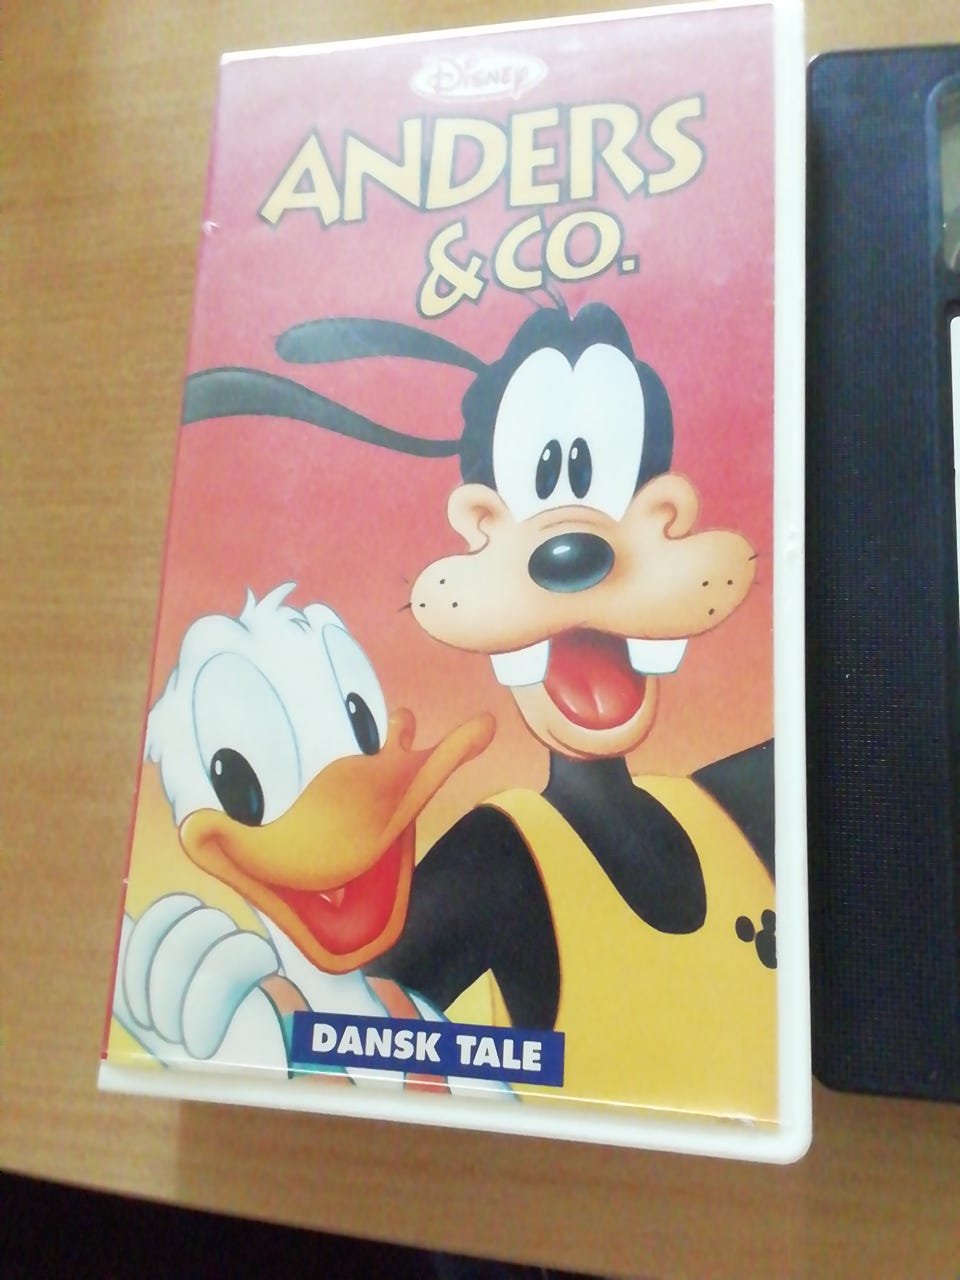 Disney
ANDERS
& CO.
DANSK TALE